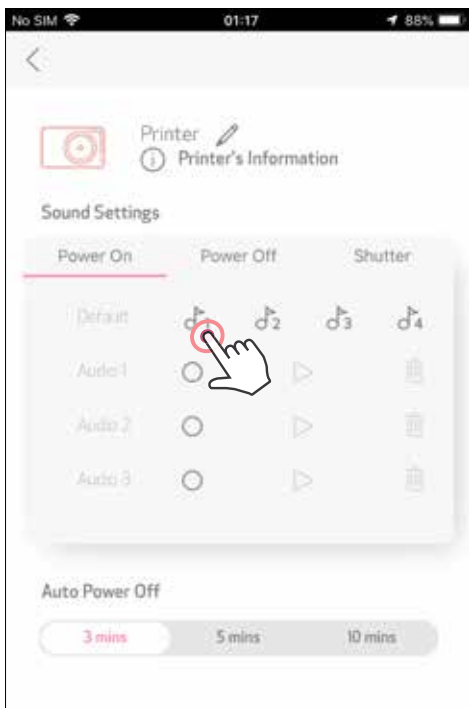 No SIM 01:17 88%
Printer
Printer's Information
Sound Settings
Power On Power Off Shutter
Default 1 2 3 4
Audio 1
Audio 2
Audio 3
Auto Power Off
3 mins 5 mins 10 mins